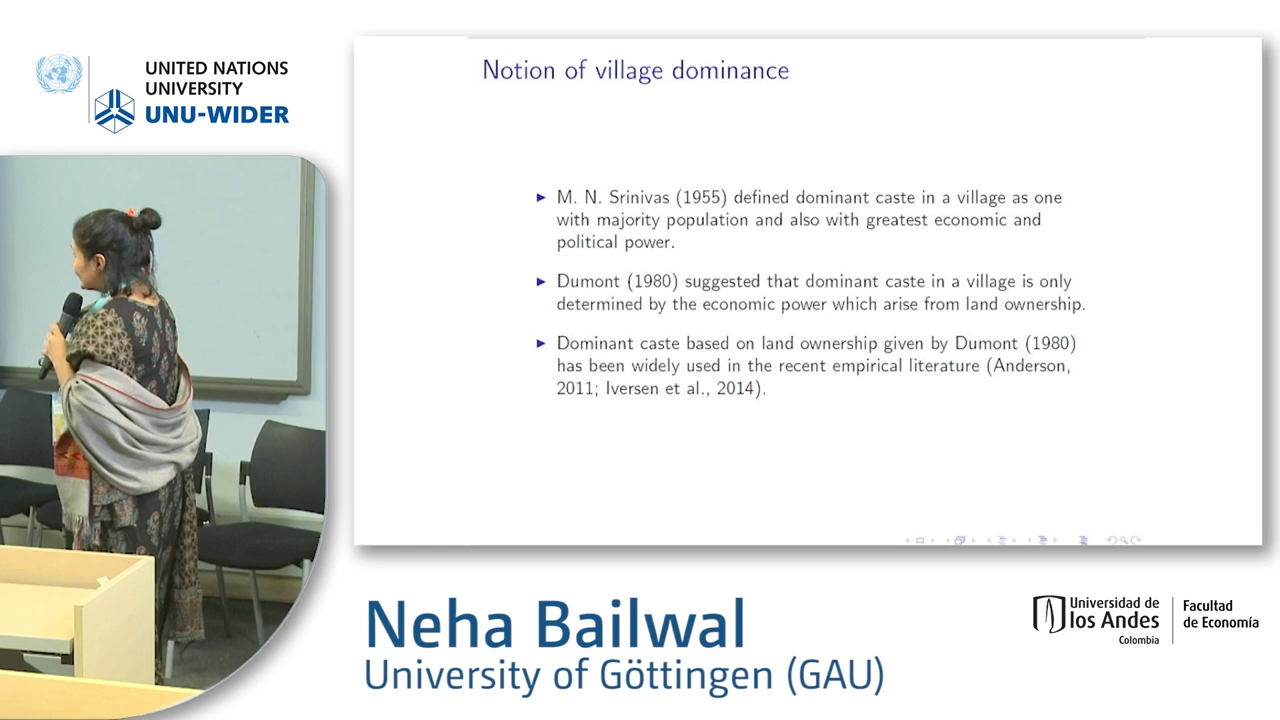 UNITED NATIONS
UNIVERSITY
UNU-WIDER
Notion of village dominance
M. N. Srinivas (1955) defined dominant caste in a village as one
with majority population and also with greatest economic and
political power.
Dumont (1980) suggested that dominant caste in a village is only
determined by the economic power which arise from land ownership.
Dominant caste based on land ownership given by Dumont (1980)
has been widely used in the recent empirical literature (Anderson,
2011; Iversen et al., 2014).
Neha Bailwal
University of Göttingen (GAU)
Universidad de
los Andes
Colombia
Facultad
de Economía